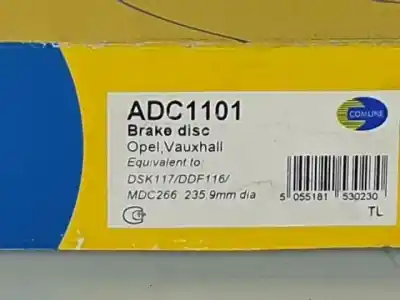 ADC1101
Brake disc
Opel,Vauxhall
Equivalent to:
DSK117/DDF116/
MDC266 235.9mm dia
COMLINE
5 055181 530230
TL